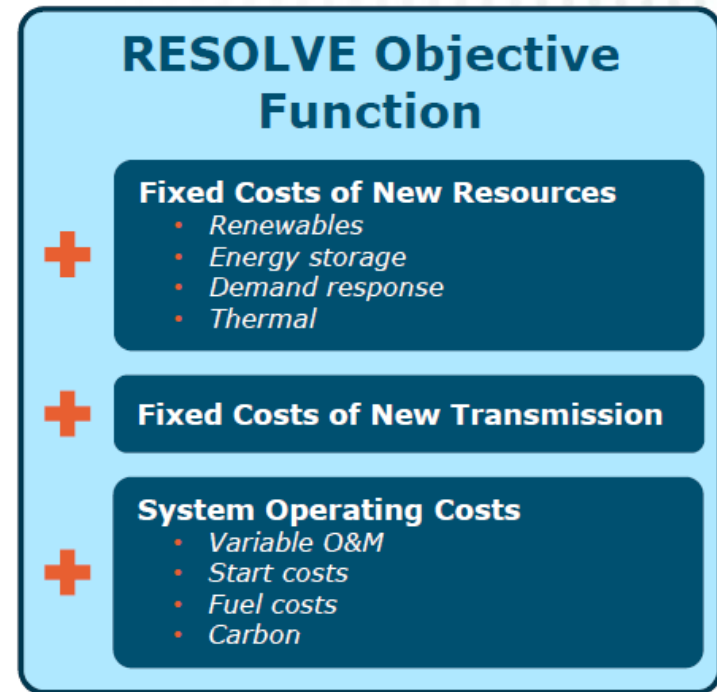 RESOLVE Objective
Function
Fixed Costs of New Resources
• Renewables
• Energy storage
• Demand response
• Thermal
Fixed Costs of New Transmission
System Operating Costs
• Variable O&M
• Start costs
• Fuel costs
• Carbon